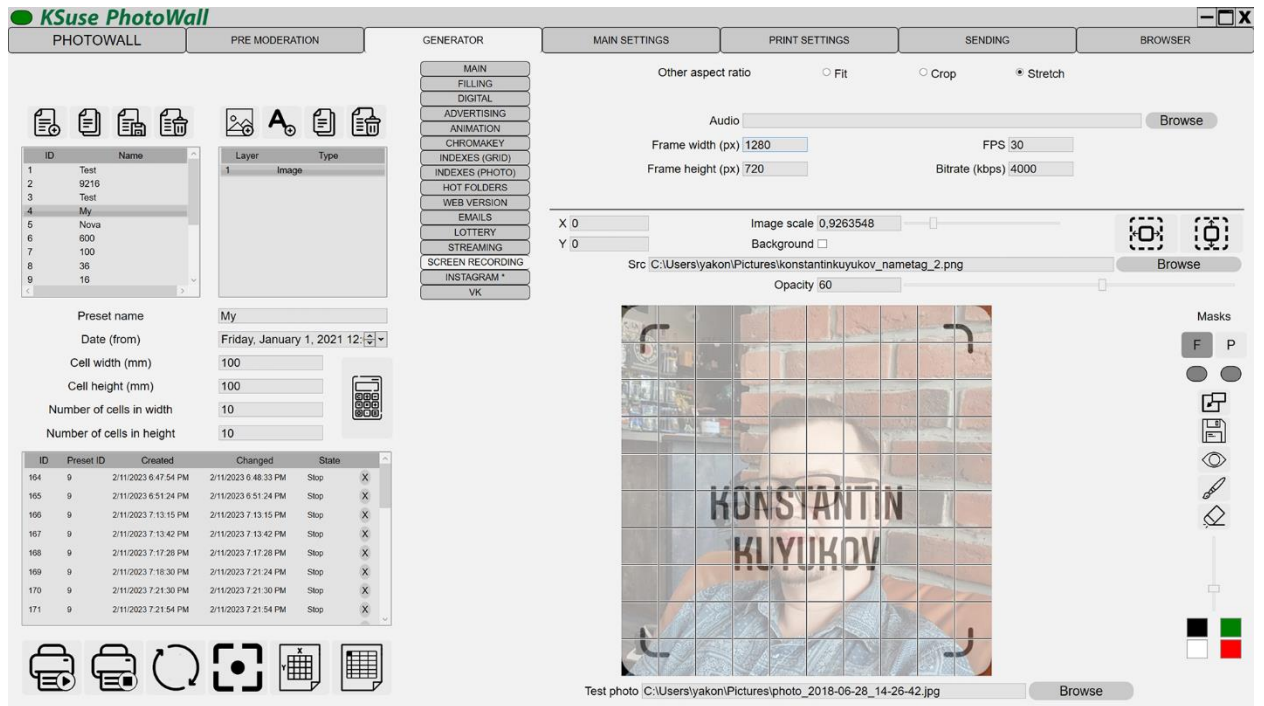 KSuse PhotoWall
X
PHOTOWALL PRE MODERATION GENERATOR MAIN SETTINGS PRINT SETTINGS SENDING BROWSER
MAIN
FILLING
DIGITAL
ADVERTISING
ANIMATION
CHROMAKEY
INDEXES (GRID)
INDEXES (PHOTO)
HOT FOLDERS
WEB VERSION
EMAILS
LOTTERY
STREAMING
SCREEN RECORDING
INSTAGRAM *
VK
ID Name
1 Test
2 9216
3 Test
4 My
5 Nova
6 600
7 100
8 36
9 16
Layer Type
1 Image
Preset name My
Date (from) Friday, January 1, 2021 12:
Cell width (mm) 100
Cell height (mm) 100
Number of cells in width 10
Number of cells in height 10
ID Preset ID Created Changed State
164 9 2/11/2023 6:47:54 PM 2/11/2023 6:48:33 PM Stop X
165 9 2/11/2023 6:51:24 PM 2/11/2023 6:51:24 PM Stop X
166 9 2/11/2023 7:13:15 PM 2/11/2023 7:13:15 PM Stop X
167 9 2/11/2023 7:13:42 PM 2/11/2023 7:13:42 PM Stop X
168 9 2/11/2023 7:17:28 PM 2/11/2023 7:17:28 PM Stop X
169 9 2/11/2023 7:18:30 PM 2/11/2023 7:21:24 PM Stop X
170 9 2/11/2023 7:21:30 PM 2/11/2023 7:21:30 PM Stop X
171 9 2/11/2023 7:21:54 PM 2/11/2023 7:21:54 PM Stop X
X
Y
Other aspect ratio Fit Crop Stretch
Audio Browse
Frame width (px) 1280 FPS 30
Frame height (px) 720 Bitrate (kbps) 4000
X 0 Image scale 0,9263548
Y 0 Background
Src C:\Users\yakon\Pictures\konstantinkuyukov_nametag_2.png Browse
Opacity 60
KONSTANTIN
KUYUKOV
Masks
F P
Test photo C:\Users\yakon\Pictures\photo_2018-06-28_14-26-42.jpg Browse